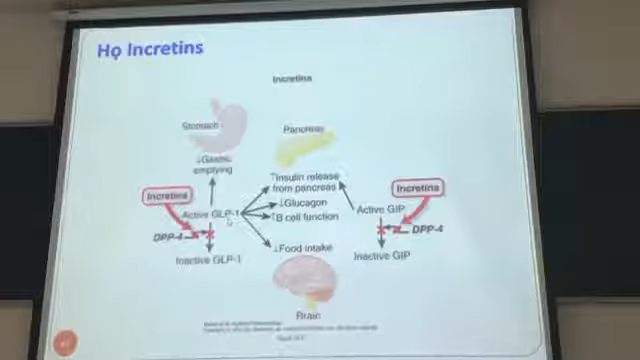 Họ Incretins
Incretins
Stomach
Pancreas
↓Gastric
emptying
↑Insulin release
from pancreas
Incretins
Incretins
↓Glucagon
Active GLP-1
Active GIP
↑B cell function
DPP-4
DPP-4
↓Food intake
Inactive GLP-1
Inactive GIP
Brain